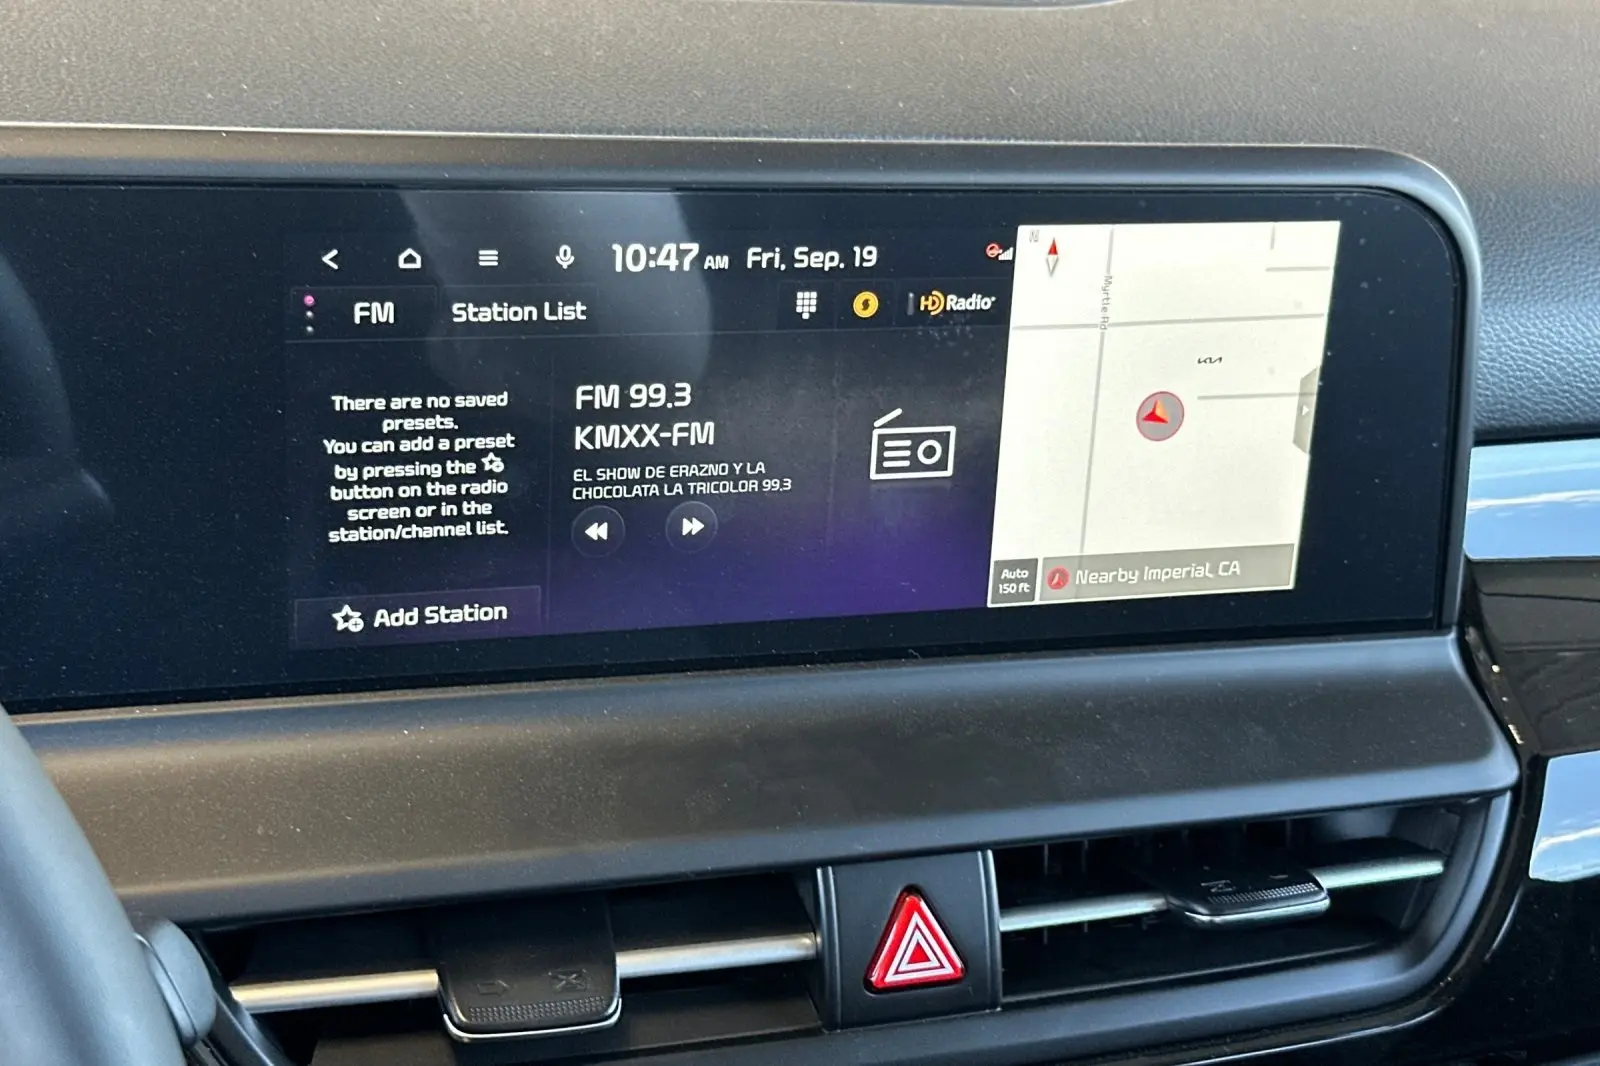 10:47 AM Fri, Sep. 19
FM
Station List
HD Radio
There are no saved
presets.
You can add a preset
by pressing the
button on the radio
screen or in the
station/channel list.
Add Station
FM 99.3
KMXX-FM
EL SHOW DE ERAZNO Y LA
CHOCOLATA LA TRICOLOR 99.3
N
Myrtle Rd
KIA
Auto
150 ft
Nearby Imperial, CA